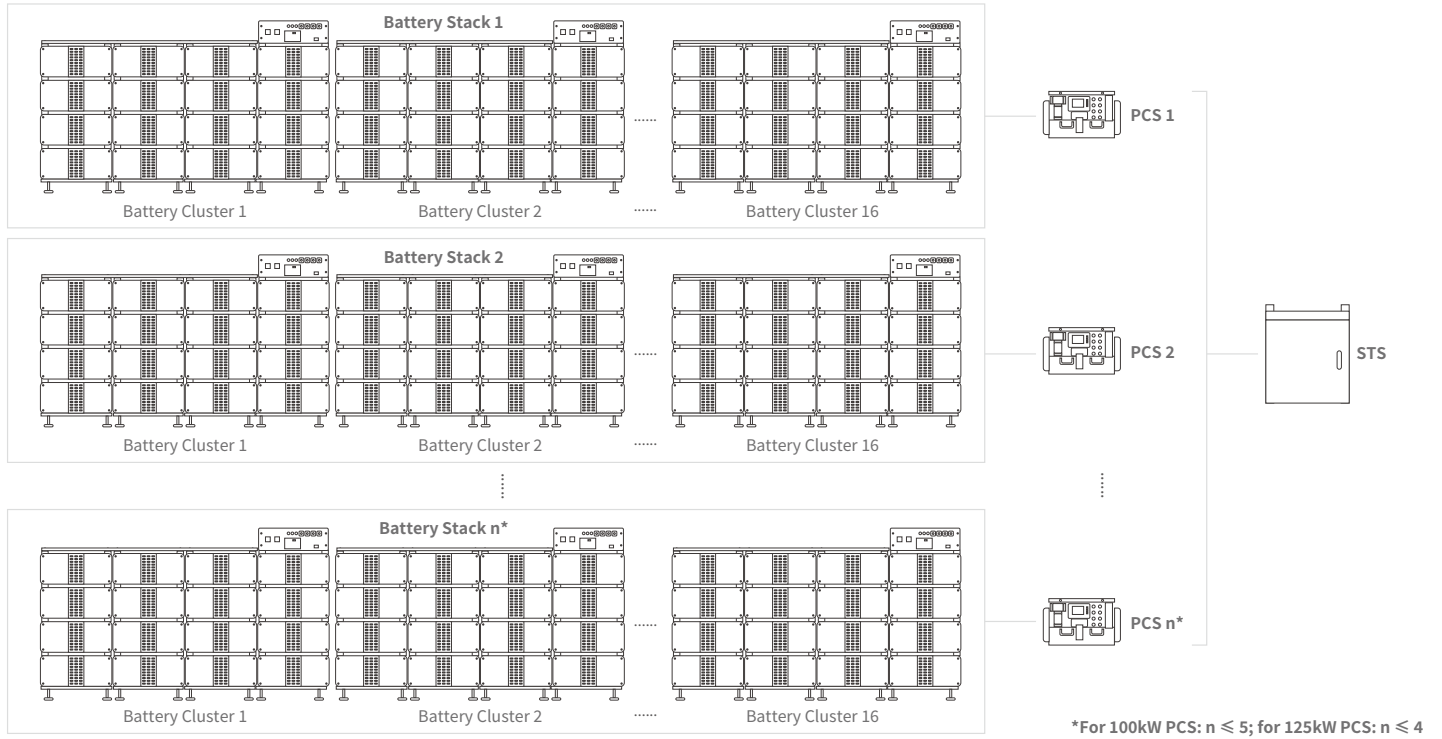 Battery Stack 1
......
PCS 1
Battery Cluster 1
Battery Cluster 2
......
Battery Cluster 16
Battery Stack 2
......
PCS 2
STS
Battery Cluster 1
Battery Cluster 2
......
Battery Cluster 16
Battery Stack n*
......
PCS n*
Battery Cluster 1
Battery Cluster 2
......
Battery Cluster 16
*For 100kW PCS: n ≤ 5; for 125kW PCS: n ≤ 4